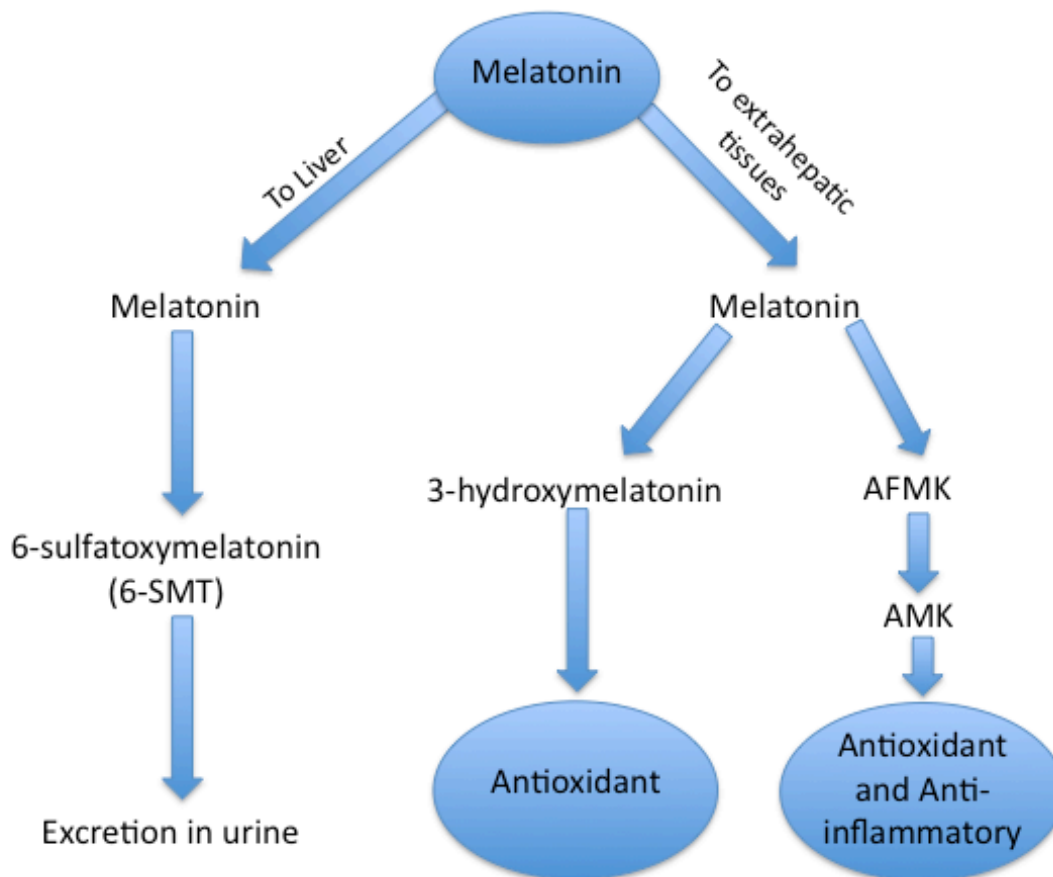 Melatonin
To Liver
To extrahepatic
tissues
Melatonin
Melatonin
3-hydroxymelatonin
AFMK
6-sulfatoxymelatonin
(6-SMT)
AMK
Antioxidant
Antioxidant
and Anti-
inflammatory
Excretion in urine